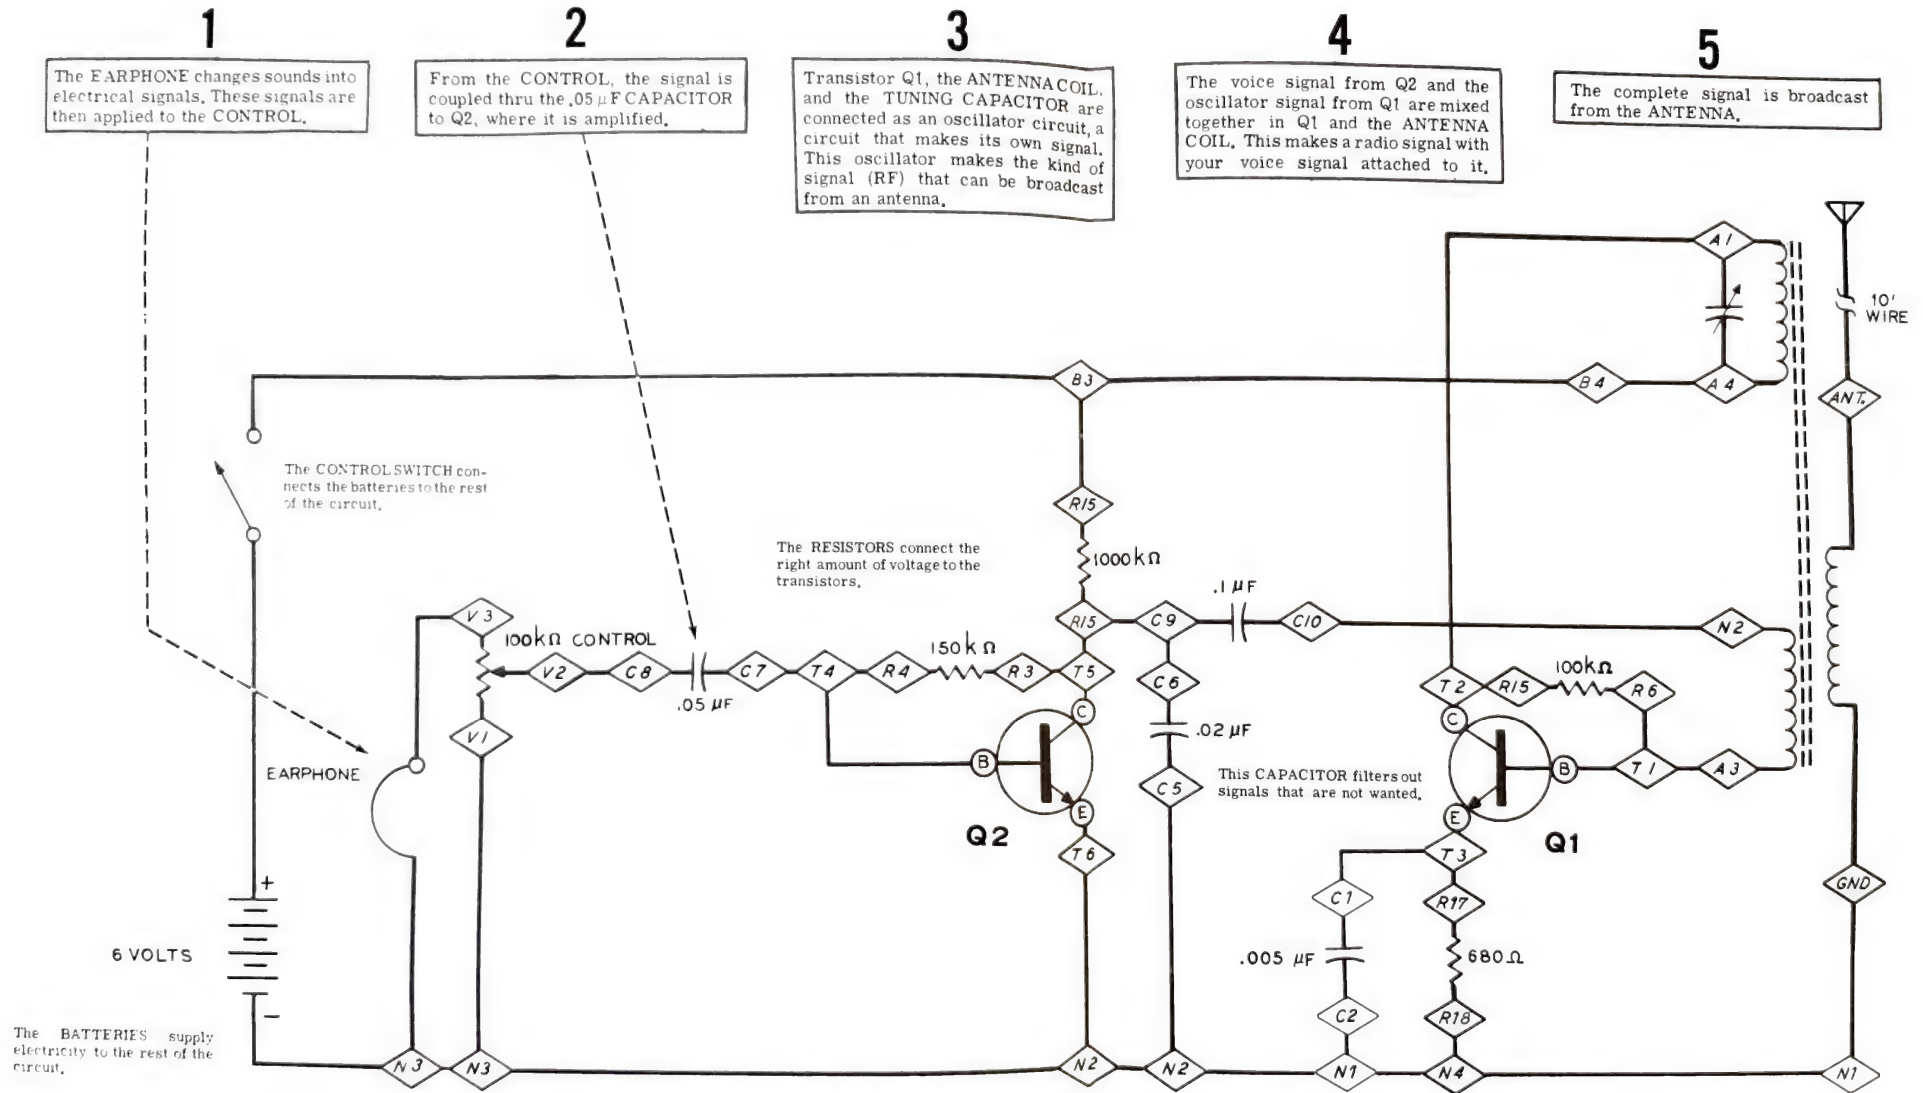 1
2
3
4
5
The EARPHONE changes sounds into
electrical signals. These signals are
then applied to the CONTROL.
From the CONTROL, the signal is
coupled thru the .05 µF CAPACITOR
to Q2, where it is amplified.
Transistor Q1, the ANTENNA COIL,
and the TUNING CAPACITOR are
connected as an oscillator circuit, a
circuit that makes its own signal.
This oscillator makes the kind of
signal (RF) that can be broadcast
from an antenna.
The voice signal from Q2 and the
oscillator signal from Q1 are mixed
together in Q1 and the ANTENNA
COIL. This makes a radio signal with
your voice signal attached to it.
The complete signal is broadcast
from the ANTENNA.
A1
10'
WIRE
B3
B4
A4
ANT.
The CONTROL SWITCH con-
nects the batteries to the rest
of the circuit.
R15
The RESISTORS connect the
right amount of voltage to the
transistors.
1000kΩ
.1 µF
V3
100kΩ CONTROL
R15
C9
C10
N2
150kΩ
V2
C8
C7
T4
R4
R3
T5
C6
.05 µF
100kΩ
T2
R15
R6
C
C
V1
.02 µF
EARPHONE
B
C5
This CAPACITOR filters out
signals that are not wanted.
B
T1
A3
E
E
Q2
Q1
T6
T3
+
C1
R17
GND
6 VOLTS
.005 µF
680Ω
−
C2
R18
The BATTERIES supply
electricity to the rest of the
circuit.
N3
N3
N2
N2
N1
N4
N1